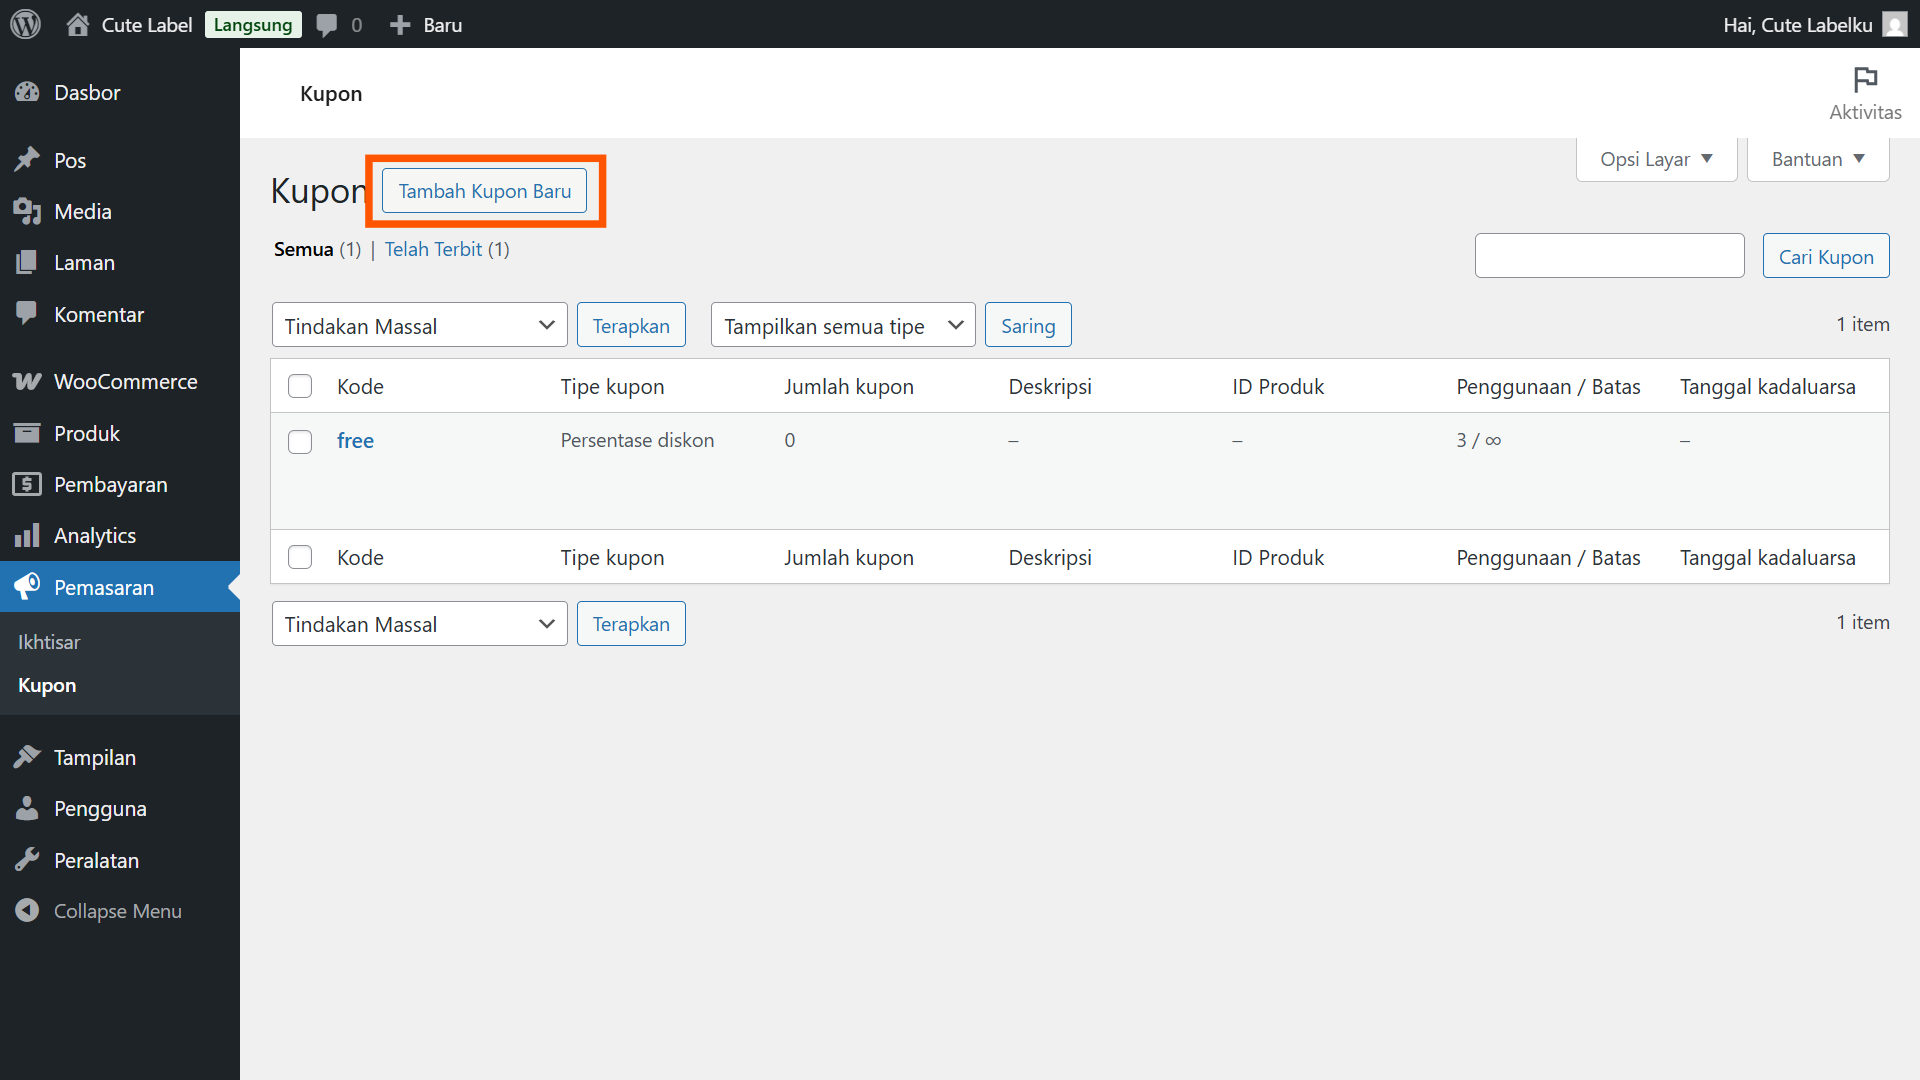 Cute Label Langsung 0 Baru Hai, Cute Labelku
Dasbor
Pos
Media
Laman
Komentar
WooCommerce
Produk
Pembayaran
Analytics
Pemasaran
Ikhtisar
Kupon
Tampilan
Pengguna
Peralatan
Collapse Menu
Kupon
Aktivitas
Opsi Layar Bantuan
Kupon Tambah Kupon Baru
Semua (1) | Telah Terbit (1)
Cari Kupon
Tindakan Massal Terapkan Tampilkan semua tipe Saring 1 item
Kode Tipe kupon Jumlah kupon Deskripsi ID Produk Penggunaan / Batas Tanggal kadaluarsa
free Persentase diskon 0 – – 3 / ∞ –
Kode Tipe kupon Jumlah kupon Deskripsi ID Produk Penggunaan / Batas Tanggal kadaluarsa
Tindakan Massal Terapkan 1 item